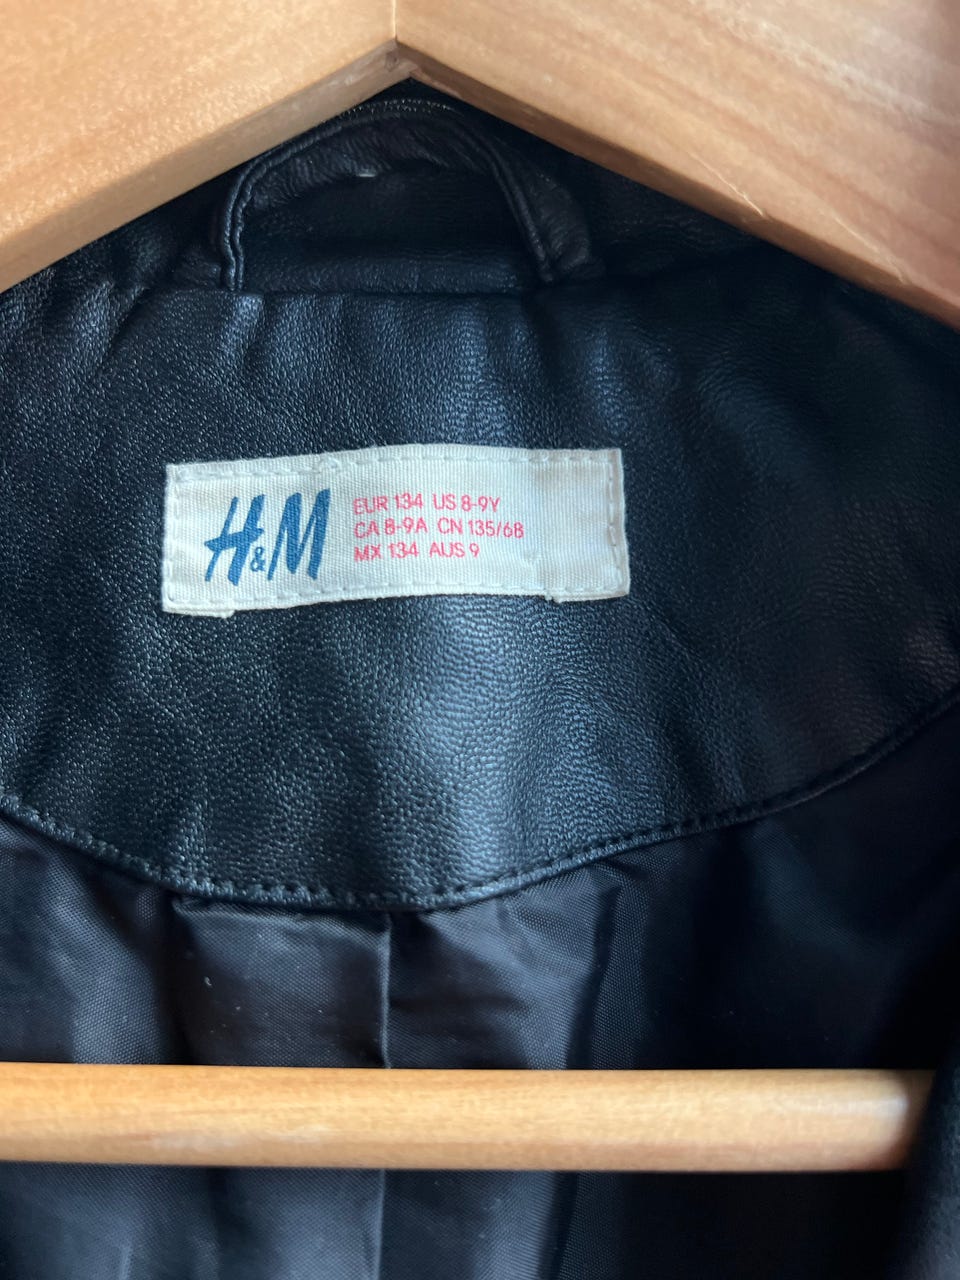 H&M
EUR 134 US 8-9Y
CA 8-9A CN 135/68
MX 134 AUS 9